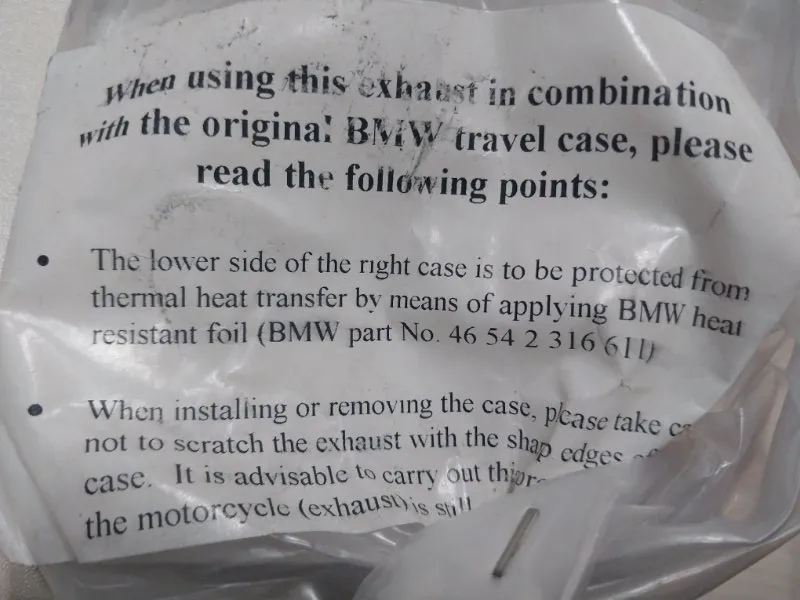 When using this exhaust in combination
with the original BMW travel case, please
read the following points:
• The lower side of the right case is to be protected from
thermal heat transfer by means of applying BMW heat
resistant foil (BMW part No. 46 54 2 316 611)
• When installing or removing the case, please take
not to scratch the exhaust with the shap edges
case. It is advisable to carry out
the motorcycle (exhaust) is still